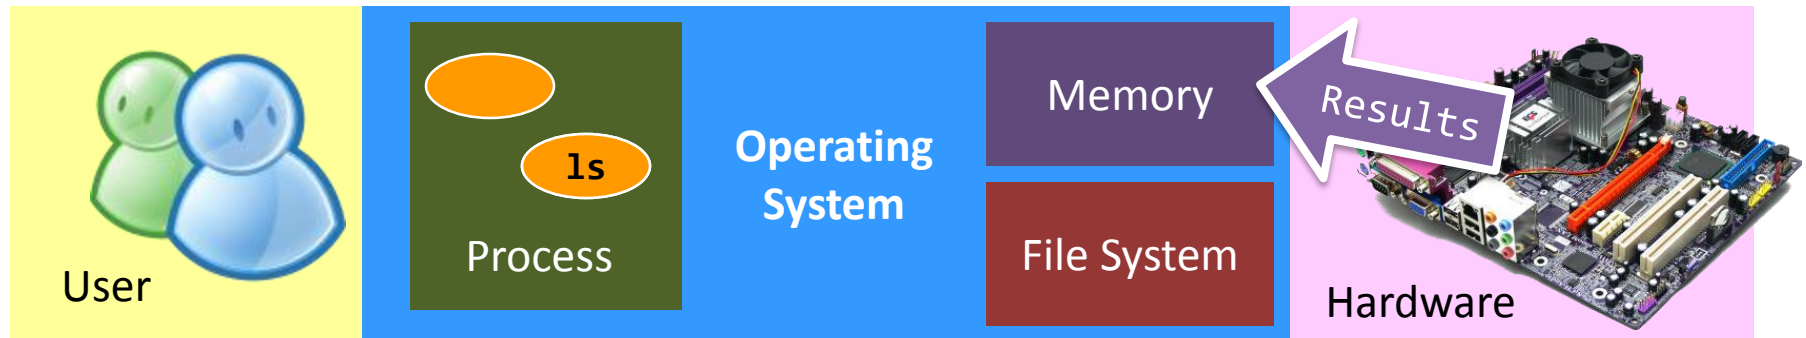 User
ls
Process
Operating
System
Memory
File System
Results
Hardware